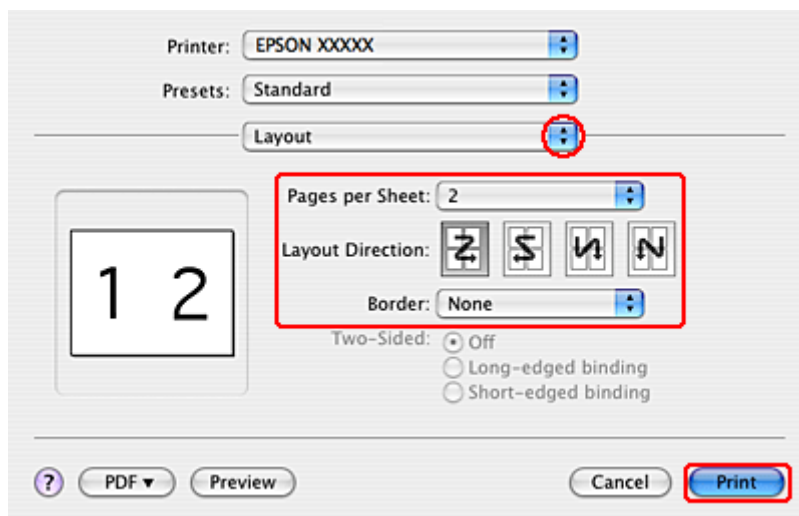 Printer: EPSON XXXXX
Presets: Standard
Layout
Pages per Sheet: 2
Layout Direction:
Border: None
1 2
Two-Sided: Off
Long-edged binding
Short-edged binding
? PDF Preview Cancel Print